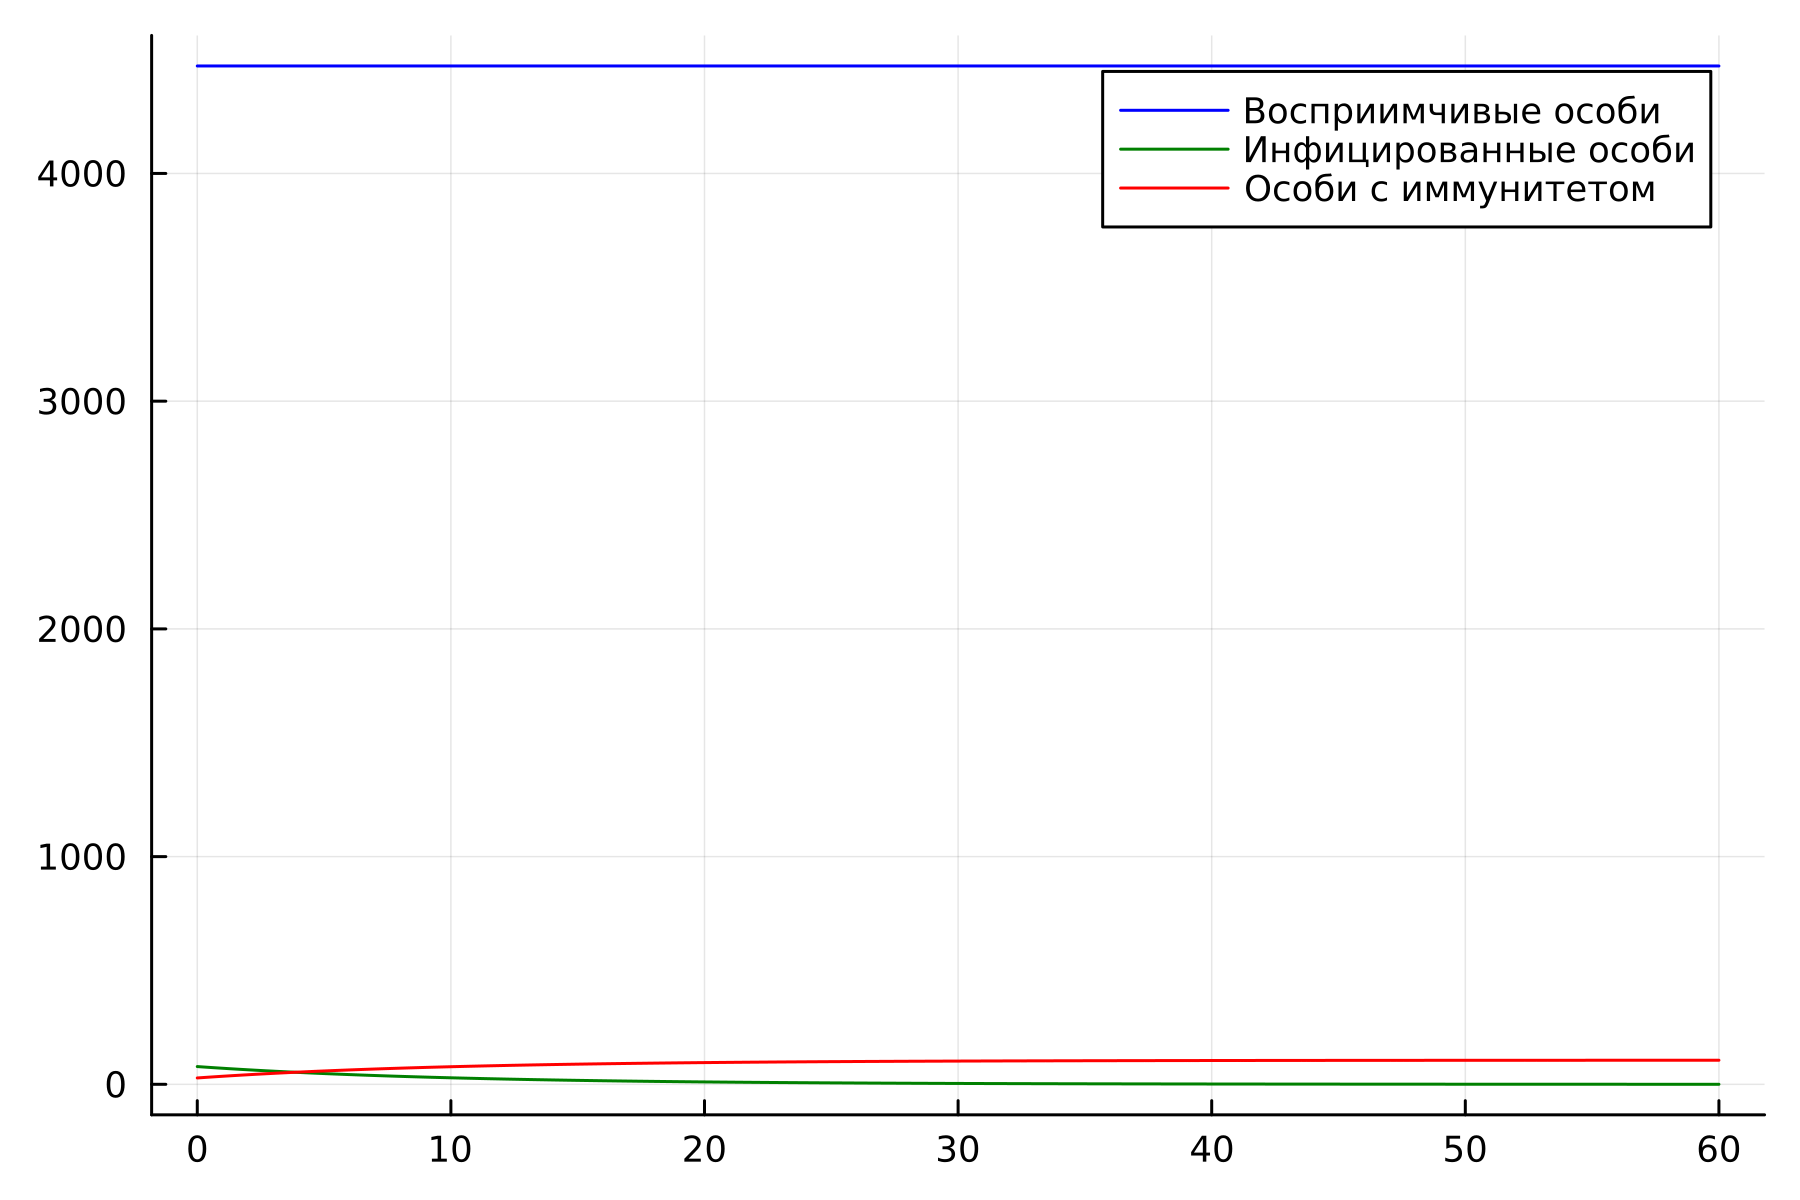 Восприимчивые особи
Инфицированные особи
Особи с иммунитетом
4000
3000
2000
1000
0
0 10 20 30 40 50 60